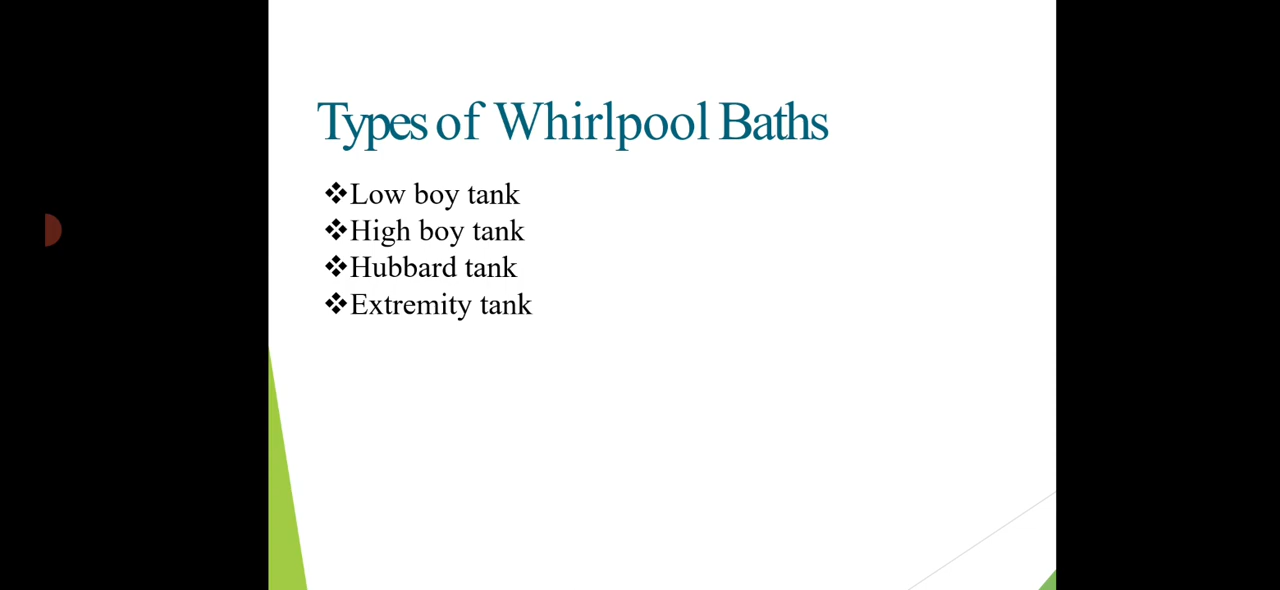 Types of Whirlpool Baths
❖Low boy tank
❖High boy tank
❖Hubbard tank
❖Extremity tank